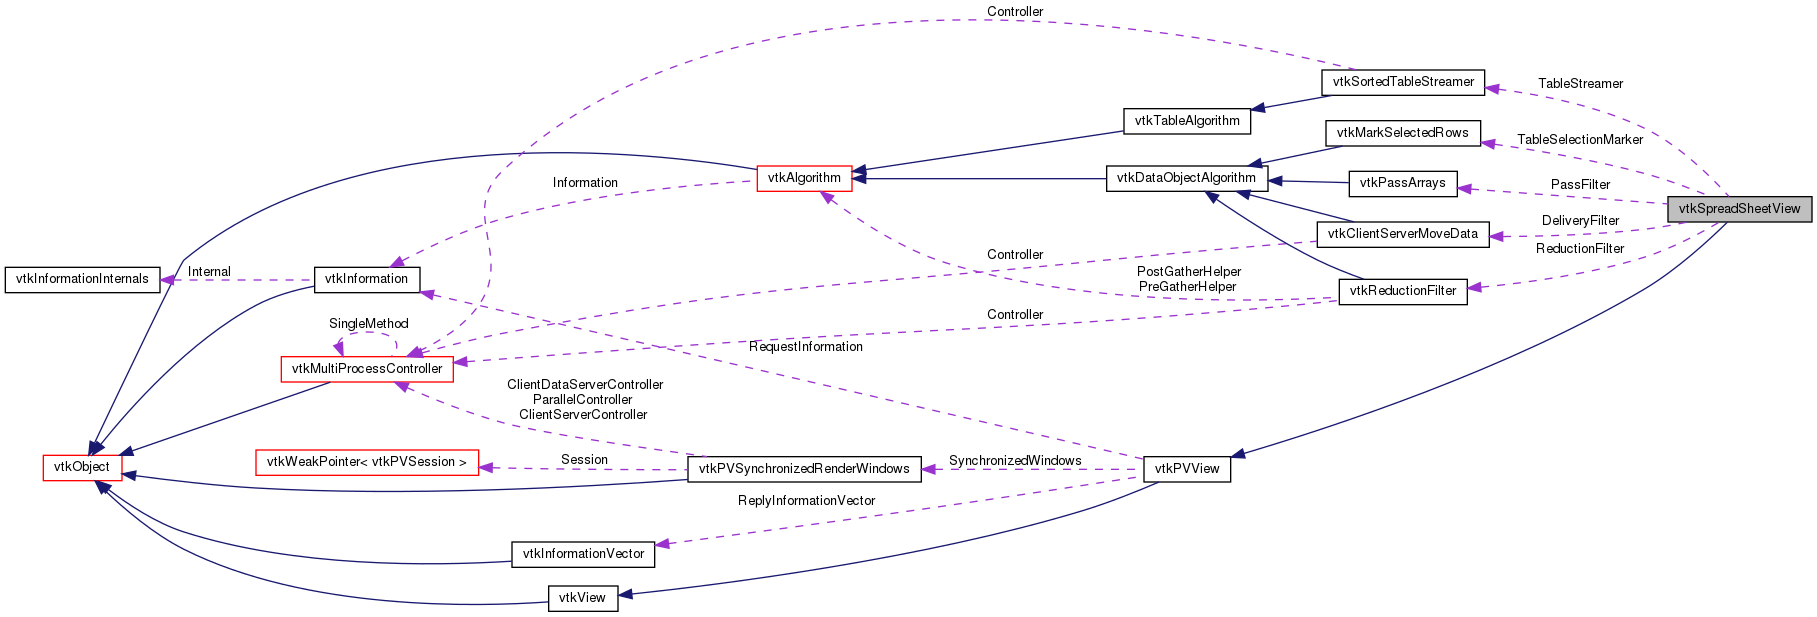 Controller
vtkSortedTableStreamer
TableStreamer
vtkTableAlgorithm
vtkMarkSelectedRows
TableSelectionMarker
vtkAlgorithm
Information
vtkDataObjectAlgorithm
vtkPassArrays
PassFilter
vtkSpreadSheetView
DeliveryFilter
vtkClientServerMoveData
ReductionFilter
Controller
vtkInformationInternals
Internal
vtkInformation
PostGatherHelper
PreGatherHelper
vtkReductionFilter
Controller
SingleMethod
RequestInformation
vtkMultiProcessController
ClientDataServerController
ParallelController
ClientServerController
vtkObject
vtkWeakPointer< vtkPVSession >
Session
vtkPVSynchronizedRenderWindows
SynchronizedWindows
vtkPVView
ReplyInformationVector
vtkInformationVector
vtkView